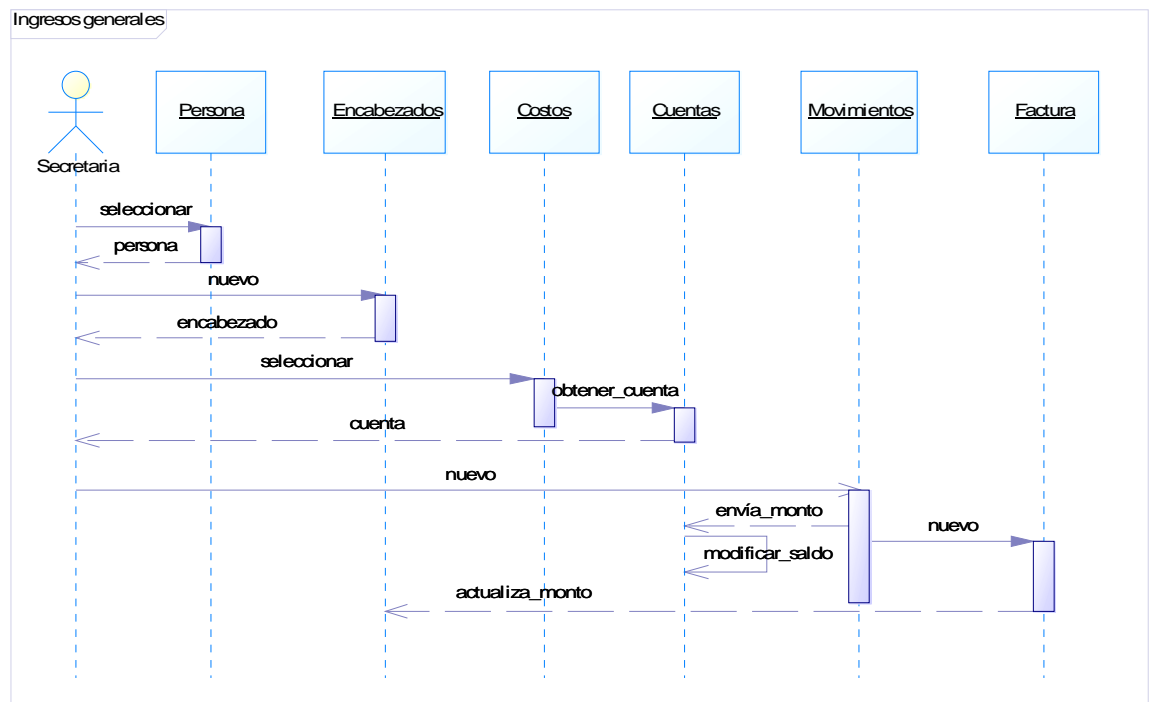 Ingresos generales
Secretaria
Persona
Encabezados
Costos
Cuentas
Movimientos
Factura
seleccionar
persona
nuevo
encabezado
seleccionar
obtener_cuenta
cuenta
nuevo
envía_monto
nuevo
modificar_saldo
actualiza_monto